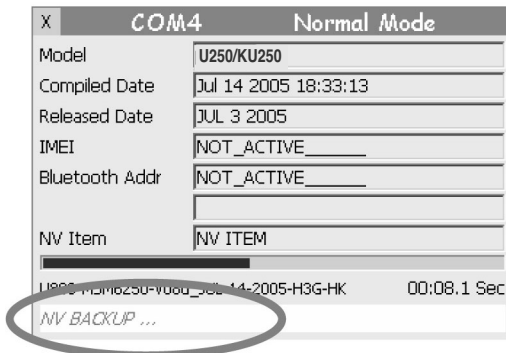 X COM4 Normal Mode
Model U250/KU250
Compiled Date Jul 14 2005 18:33:13
Released Date JUL 3 2005
IMEI NOT_ACTIVE______
Bluetooth Addr NOT_ACTIVE______
NV Item NV ITEM
00:08.1 Sec
NV BACKUP ...